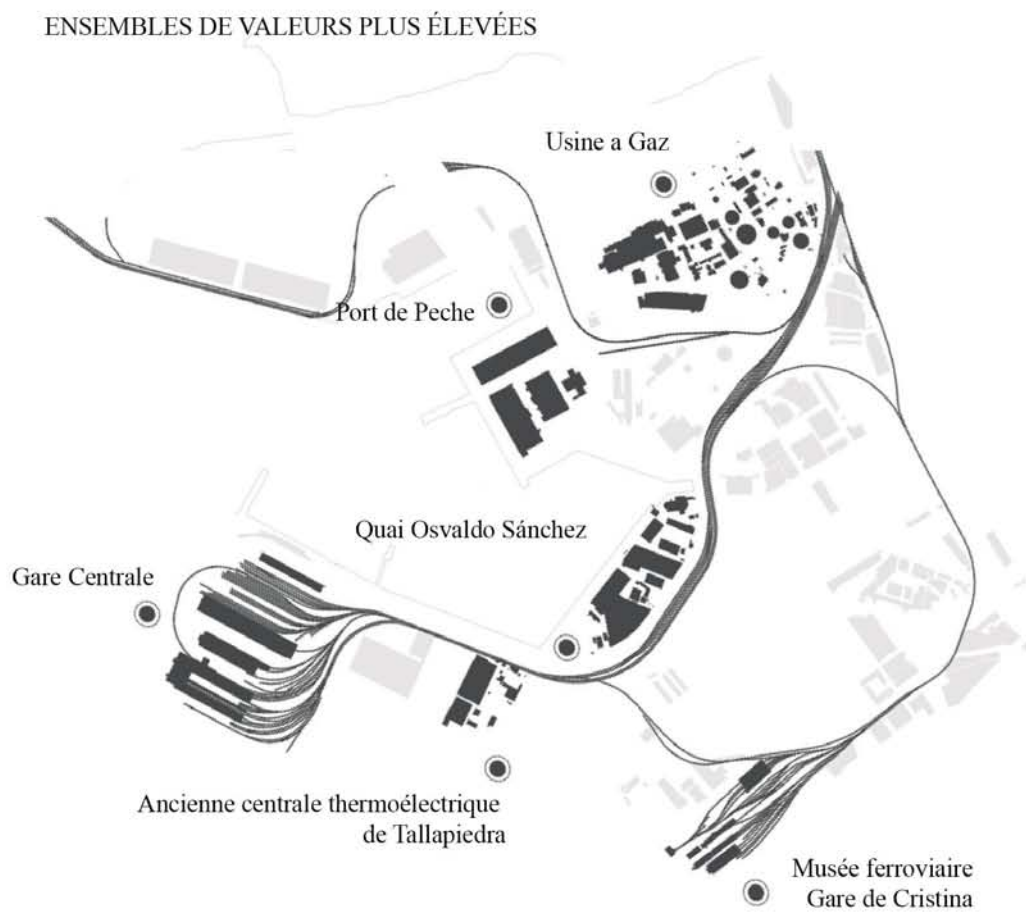 ENSEMBLES DE VALEURS PLUS ÉLEVÉES
Usine a Gaz
Port de Peche
Quai Osvaldo Sánchez
Gare Centrale
Ancienne centrale thermoélectrique
de Tallapiedra
Musée ferroviaire
Gare de Cristina